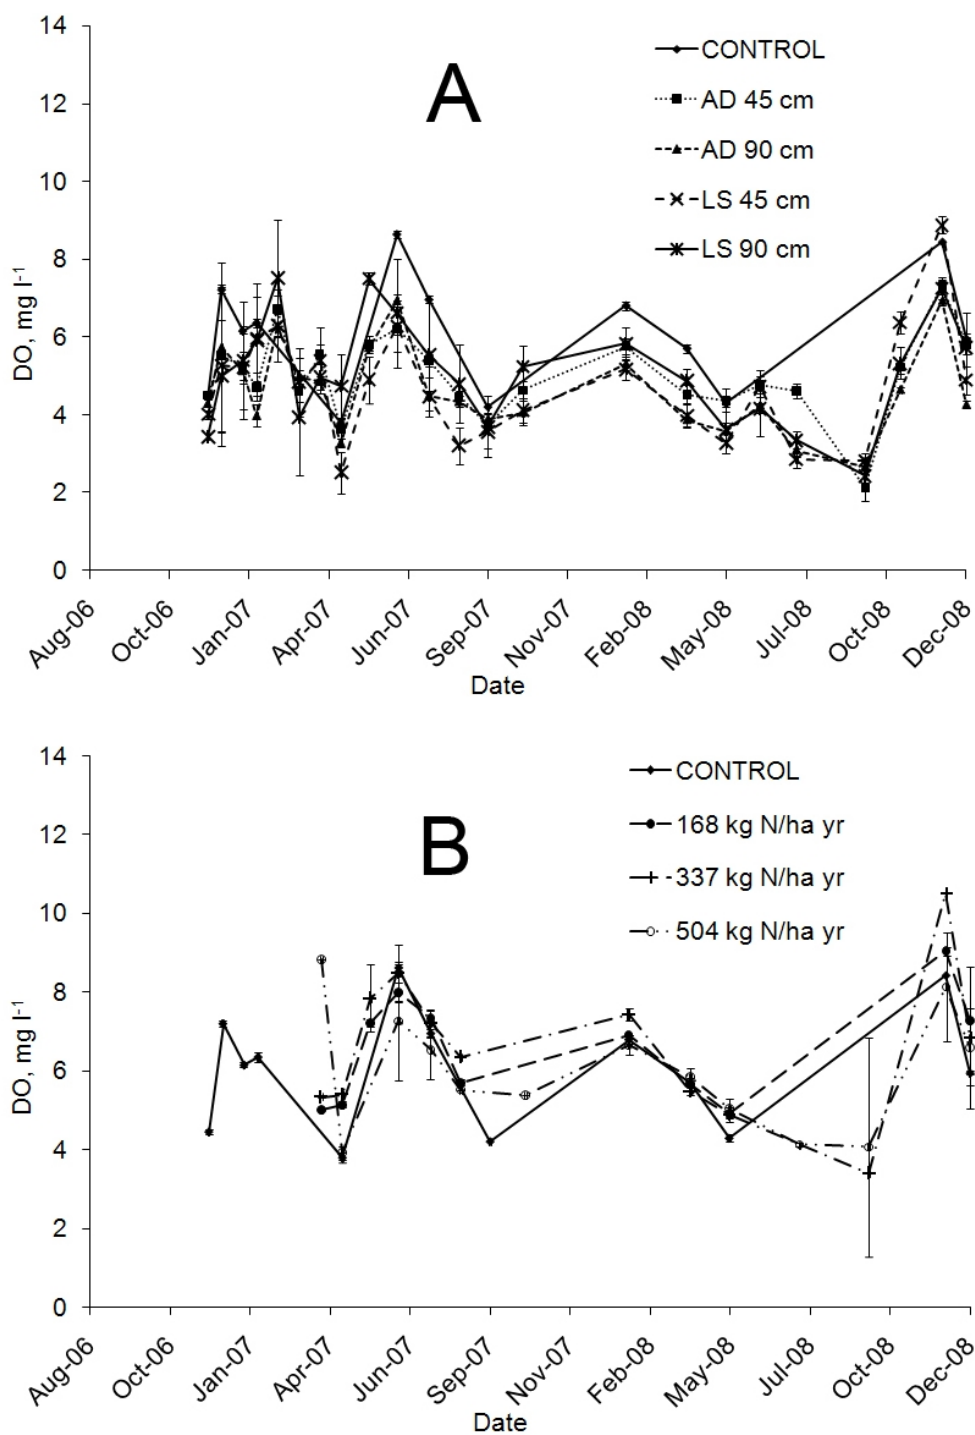 14
12
10
8
6
4
2
0
DO, mg l⁻¹
A
CONTROL
AD 45 cm
AD 90 cm
LS 45 cm
LS 90 cm
Aug-06 Oct-06 Jan-07 Apr-07 Jun-07 Sep-07 Nov-07 Feb-08 May-08 Jul-08 Oct-08 Dec-08
Date
14
12
10
8
6
4
2
0
DO, mg l⁻¹
B
CONTROL
168 kg N/ha yr
337 kg N/ha yr
504 kg N/ha yr
Aug-06 Oct-06 Jan-07 Apr-07 Jun-07 Sep-07 Nov-07 Feb-08 May-08 Jul-08 Oct-08 Dec-08
Date